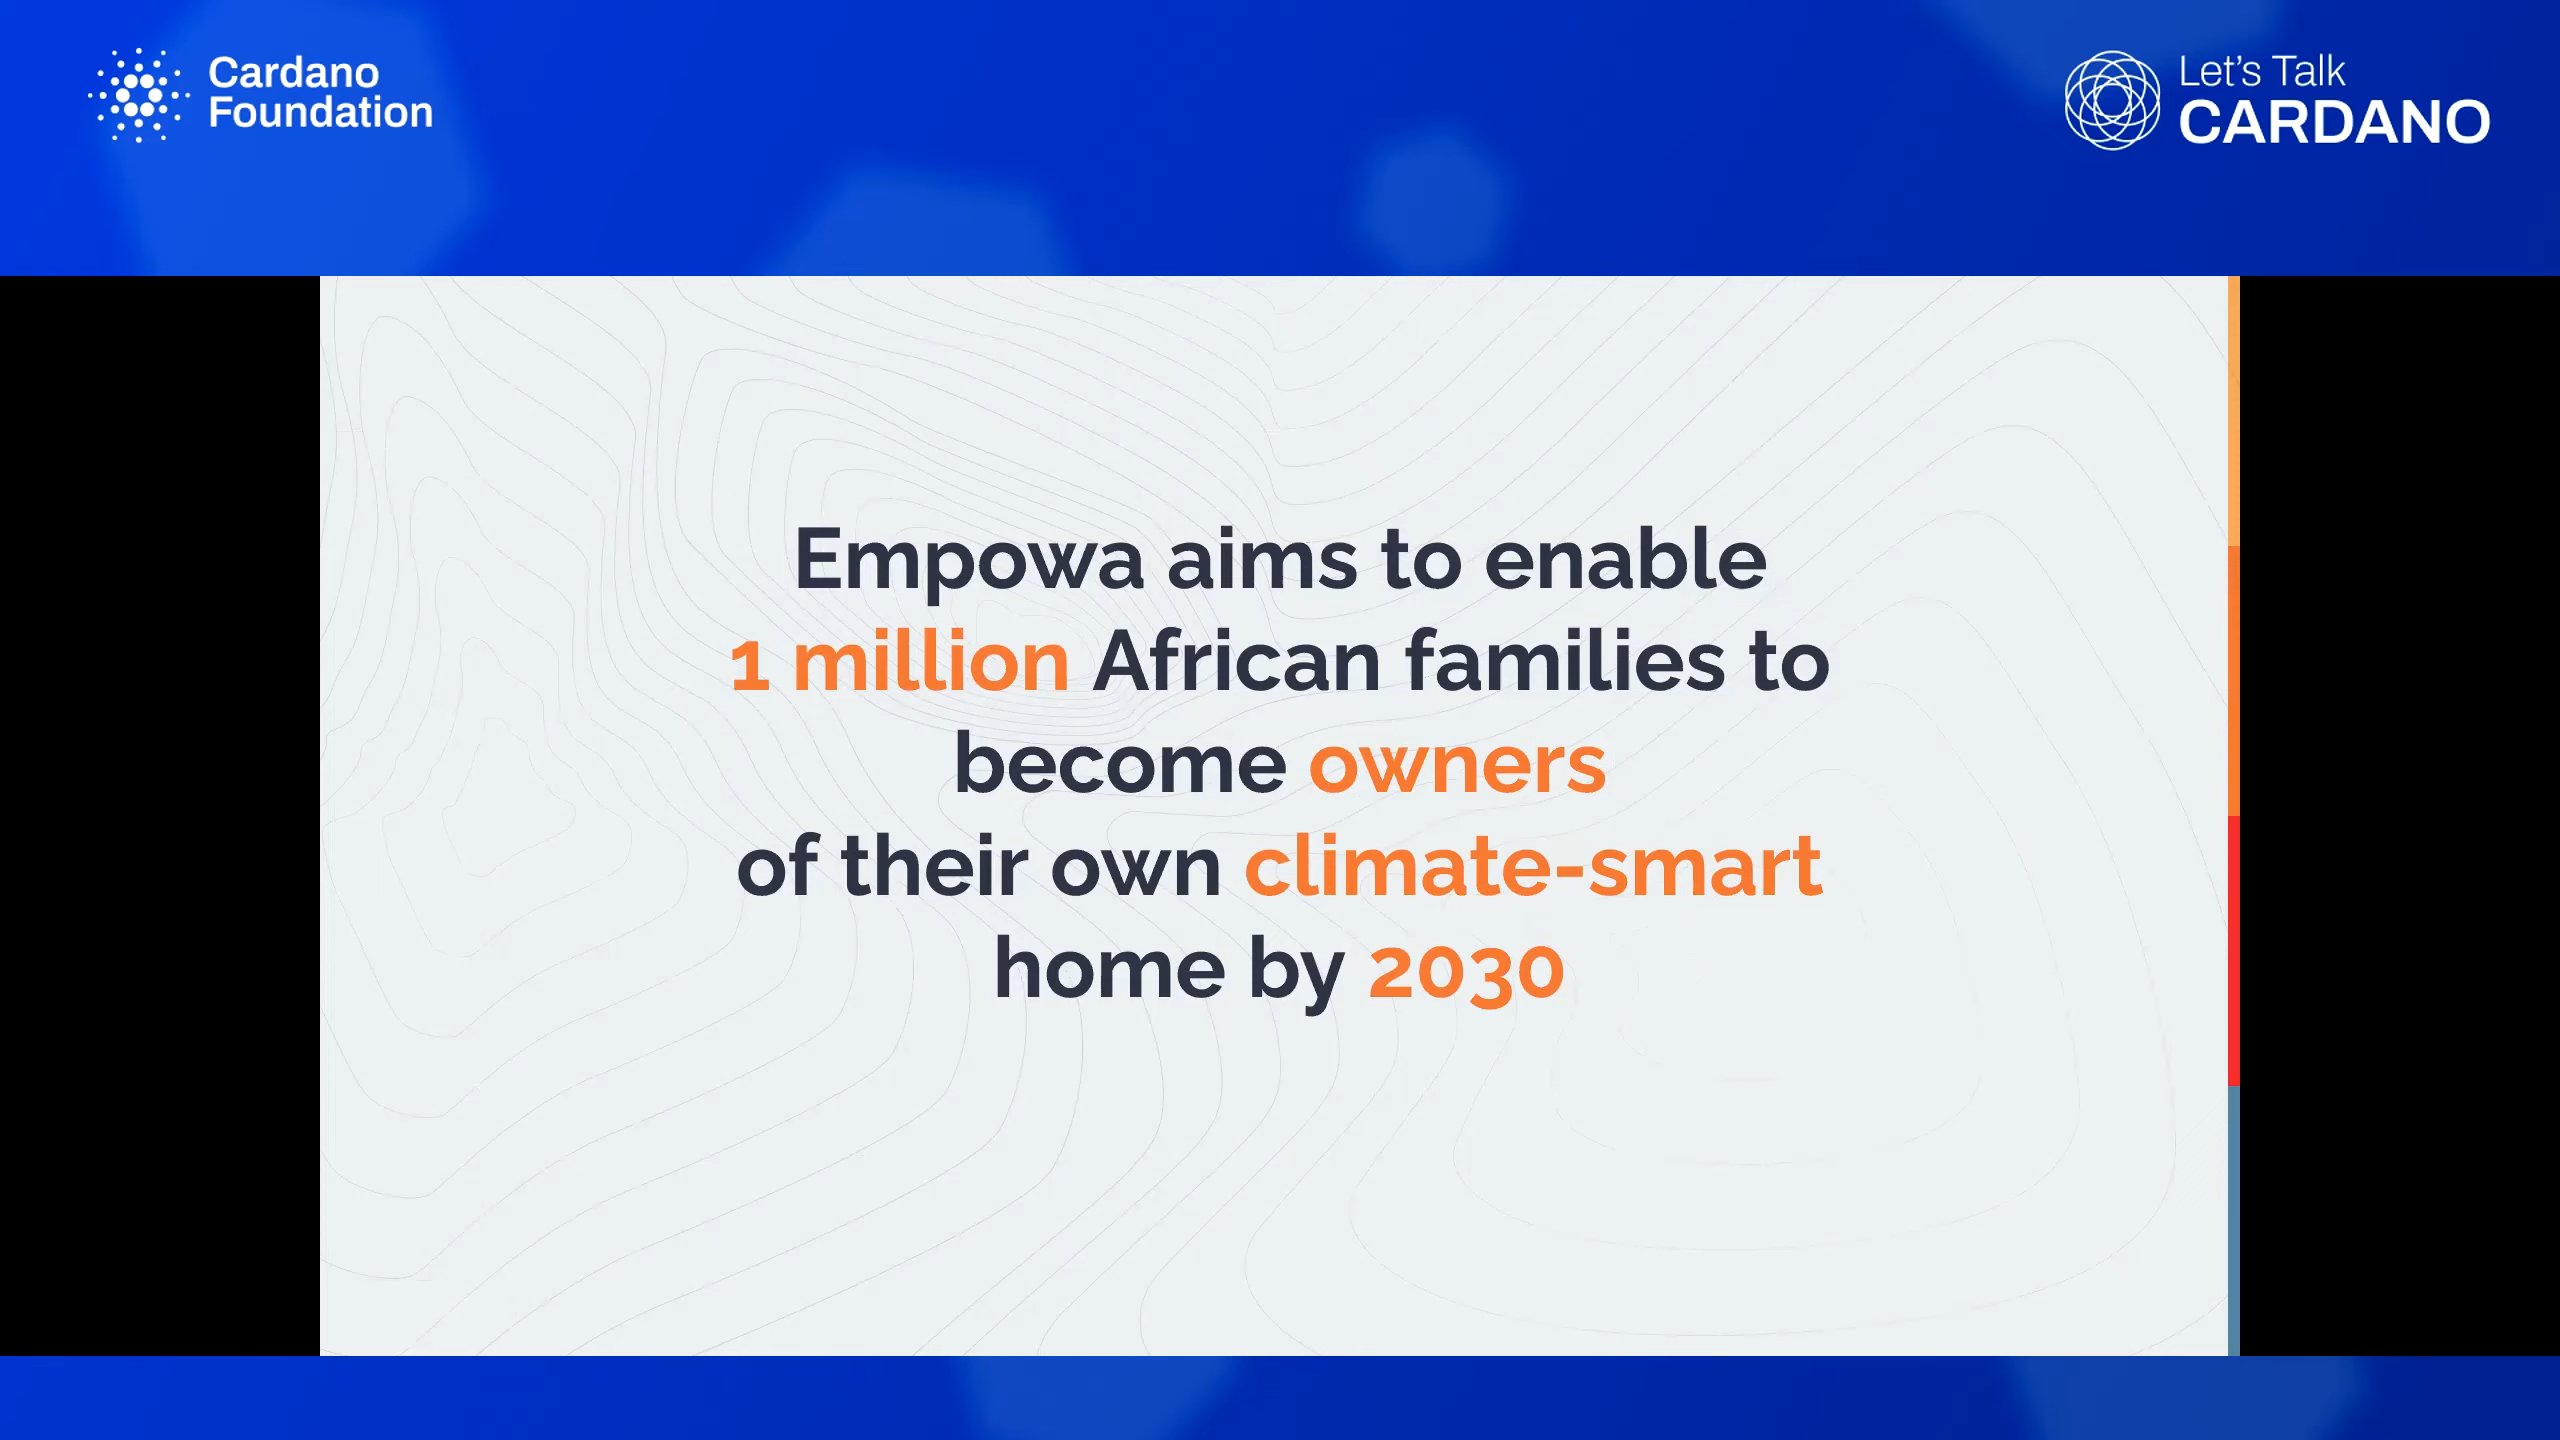 Cardano
Foundation
Let's Talk
CARDANO
Empowa aims to enable
1 million African families to
become owners
of their own climate-smart
home by 2030